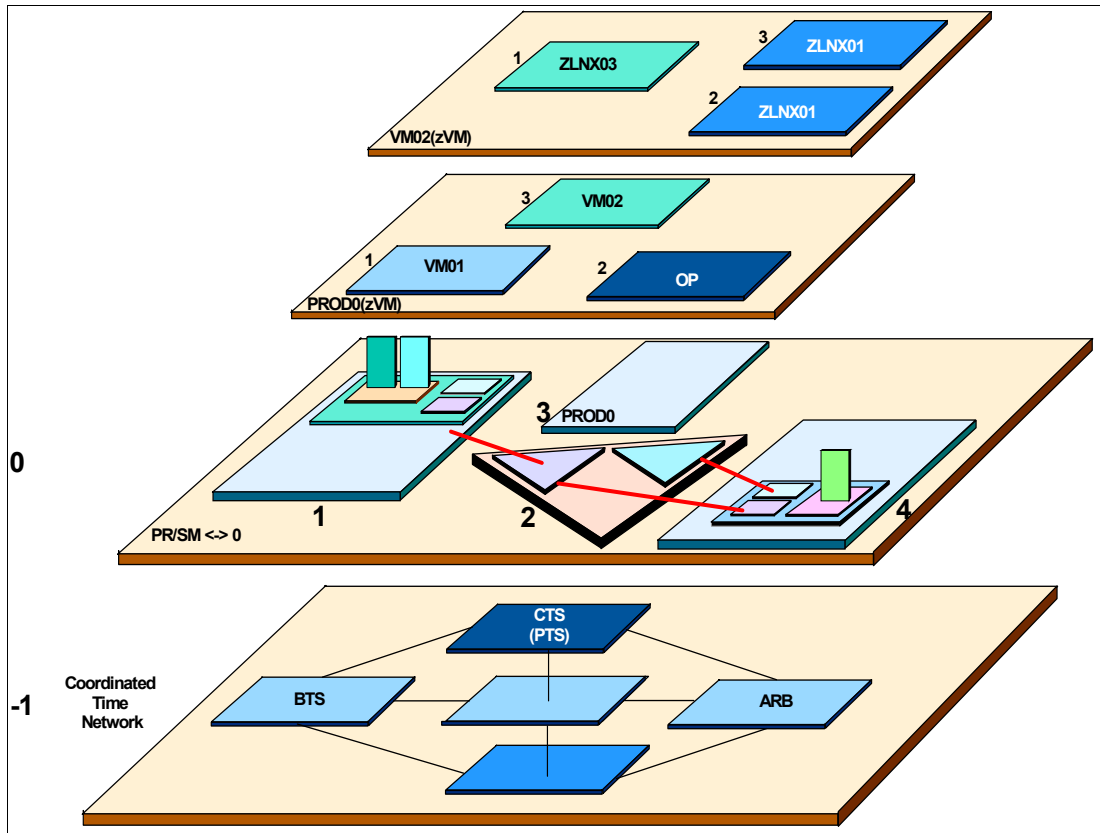 1
ZLNX03
3
ZLNX01
2
ZLNX01
VM02(zVM)
3
VM02
1
VM01
2
OP
PROD0(zVM)
3
PROD0
0
1
2
4
PR/SM <-> 0
CTS
(PTS)
-1
Coordinated
Time
Network
BTS
ARB